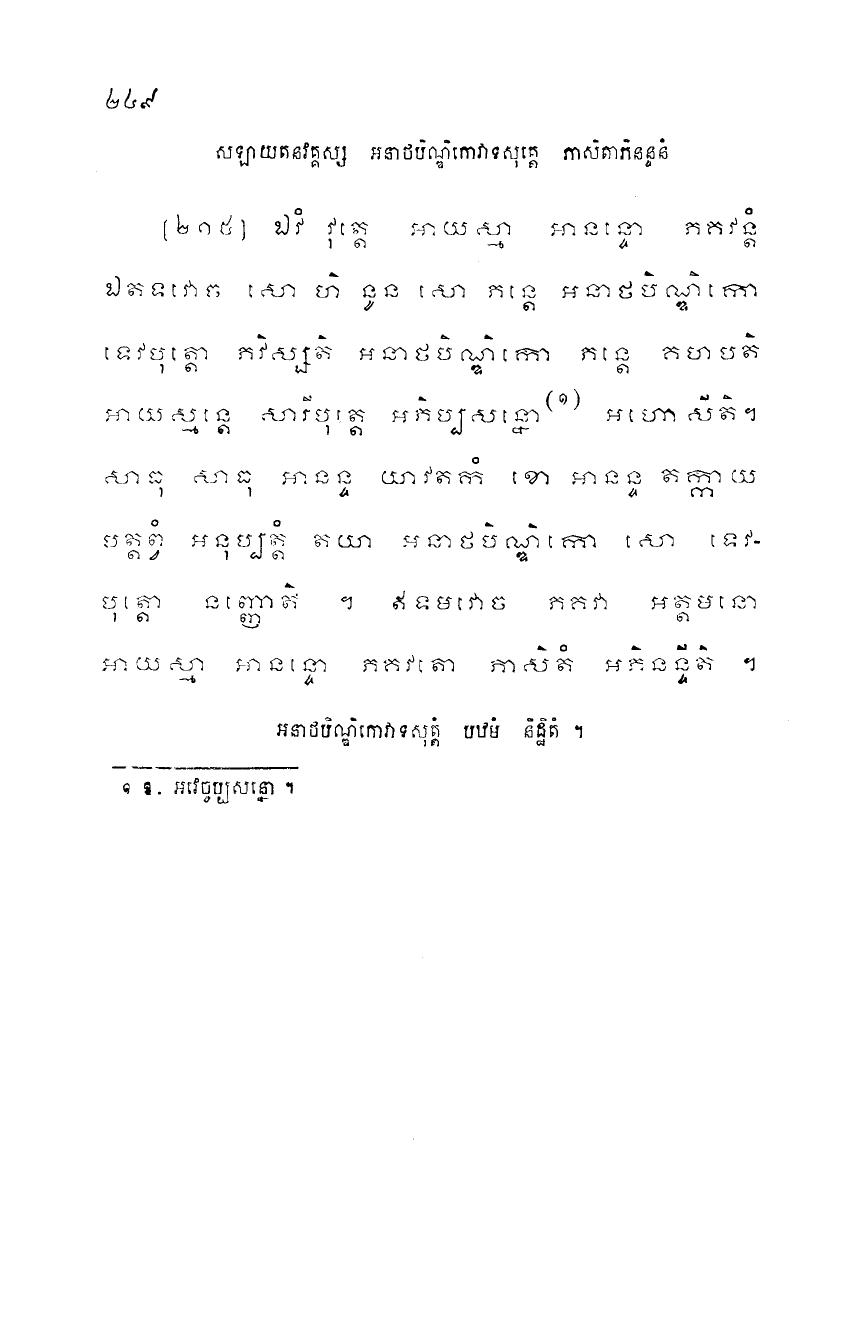 ២៤៩
សឡាយតនវគ្គស្ស អនាថបិណ្ឌិកោវាទសុត្តេ ភាសិតាភិនន្ទនំ
[២១៥] ឯវំ វុត្តេ អាយស្មា អានន្ទោ ភគវន្តំ
ឯតទវោច សោ ហិ នូន សោ ភន្តេ អនាថបិណ្ឌិកោ
ទេវបុត្តោ ភវិស្សតិ អនាថបិណ្ឌិកោ ភន្តេ គហបតិ
អាយស្មន្តេ សារីបុត្តេ អភិប្បសន្នោ(១) អហោសីតិ។
សាធុ សាធុ អានន្ទ យាវតកំ ខោ អានន្ទ តក្កាយ
បត្តព្វំ អនុប្បត្តំ តយា អនាថបិណ្ឌិកោ សោ ទេវ-
បុត្តោ នញ្ញោតិ ។ ឥទមវោច ភគវា អត្តមនោ
អាយស្មា អានន្ទោ ភគវតោ ភាសិតំ អភិនន្ទីតិ ។
អនាថបិណ្ឌិកោវាទសុត្តំ បឋមំ និដ្ឋិតំ ។
១ ឱ. អវេច្ចប្បសន្នោ ។